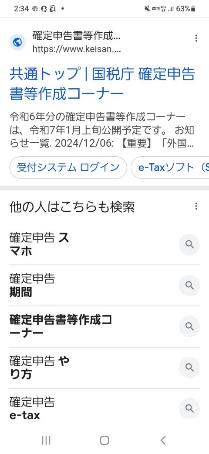 2:34
63%
確定申告書等作成...
https://www.keisan....
共通トップ | 国税庁 確定申告
書等作成コーナー
令和6年分の確定申告書等作成コーナー
は、令和7年1月上旬公開予定です。 お知
らせ一覧. 2024/12/06: 【重要】「外国...
受付システム ログイン
e-Taxソフト（S
他の人はこちらも検索
確定申告 ス
マホ
確定申告
期間
確定申告書等作成コ
ーナー
確定申告 や
り方
確定申告
e-tax